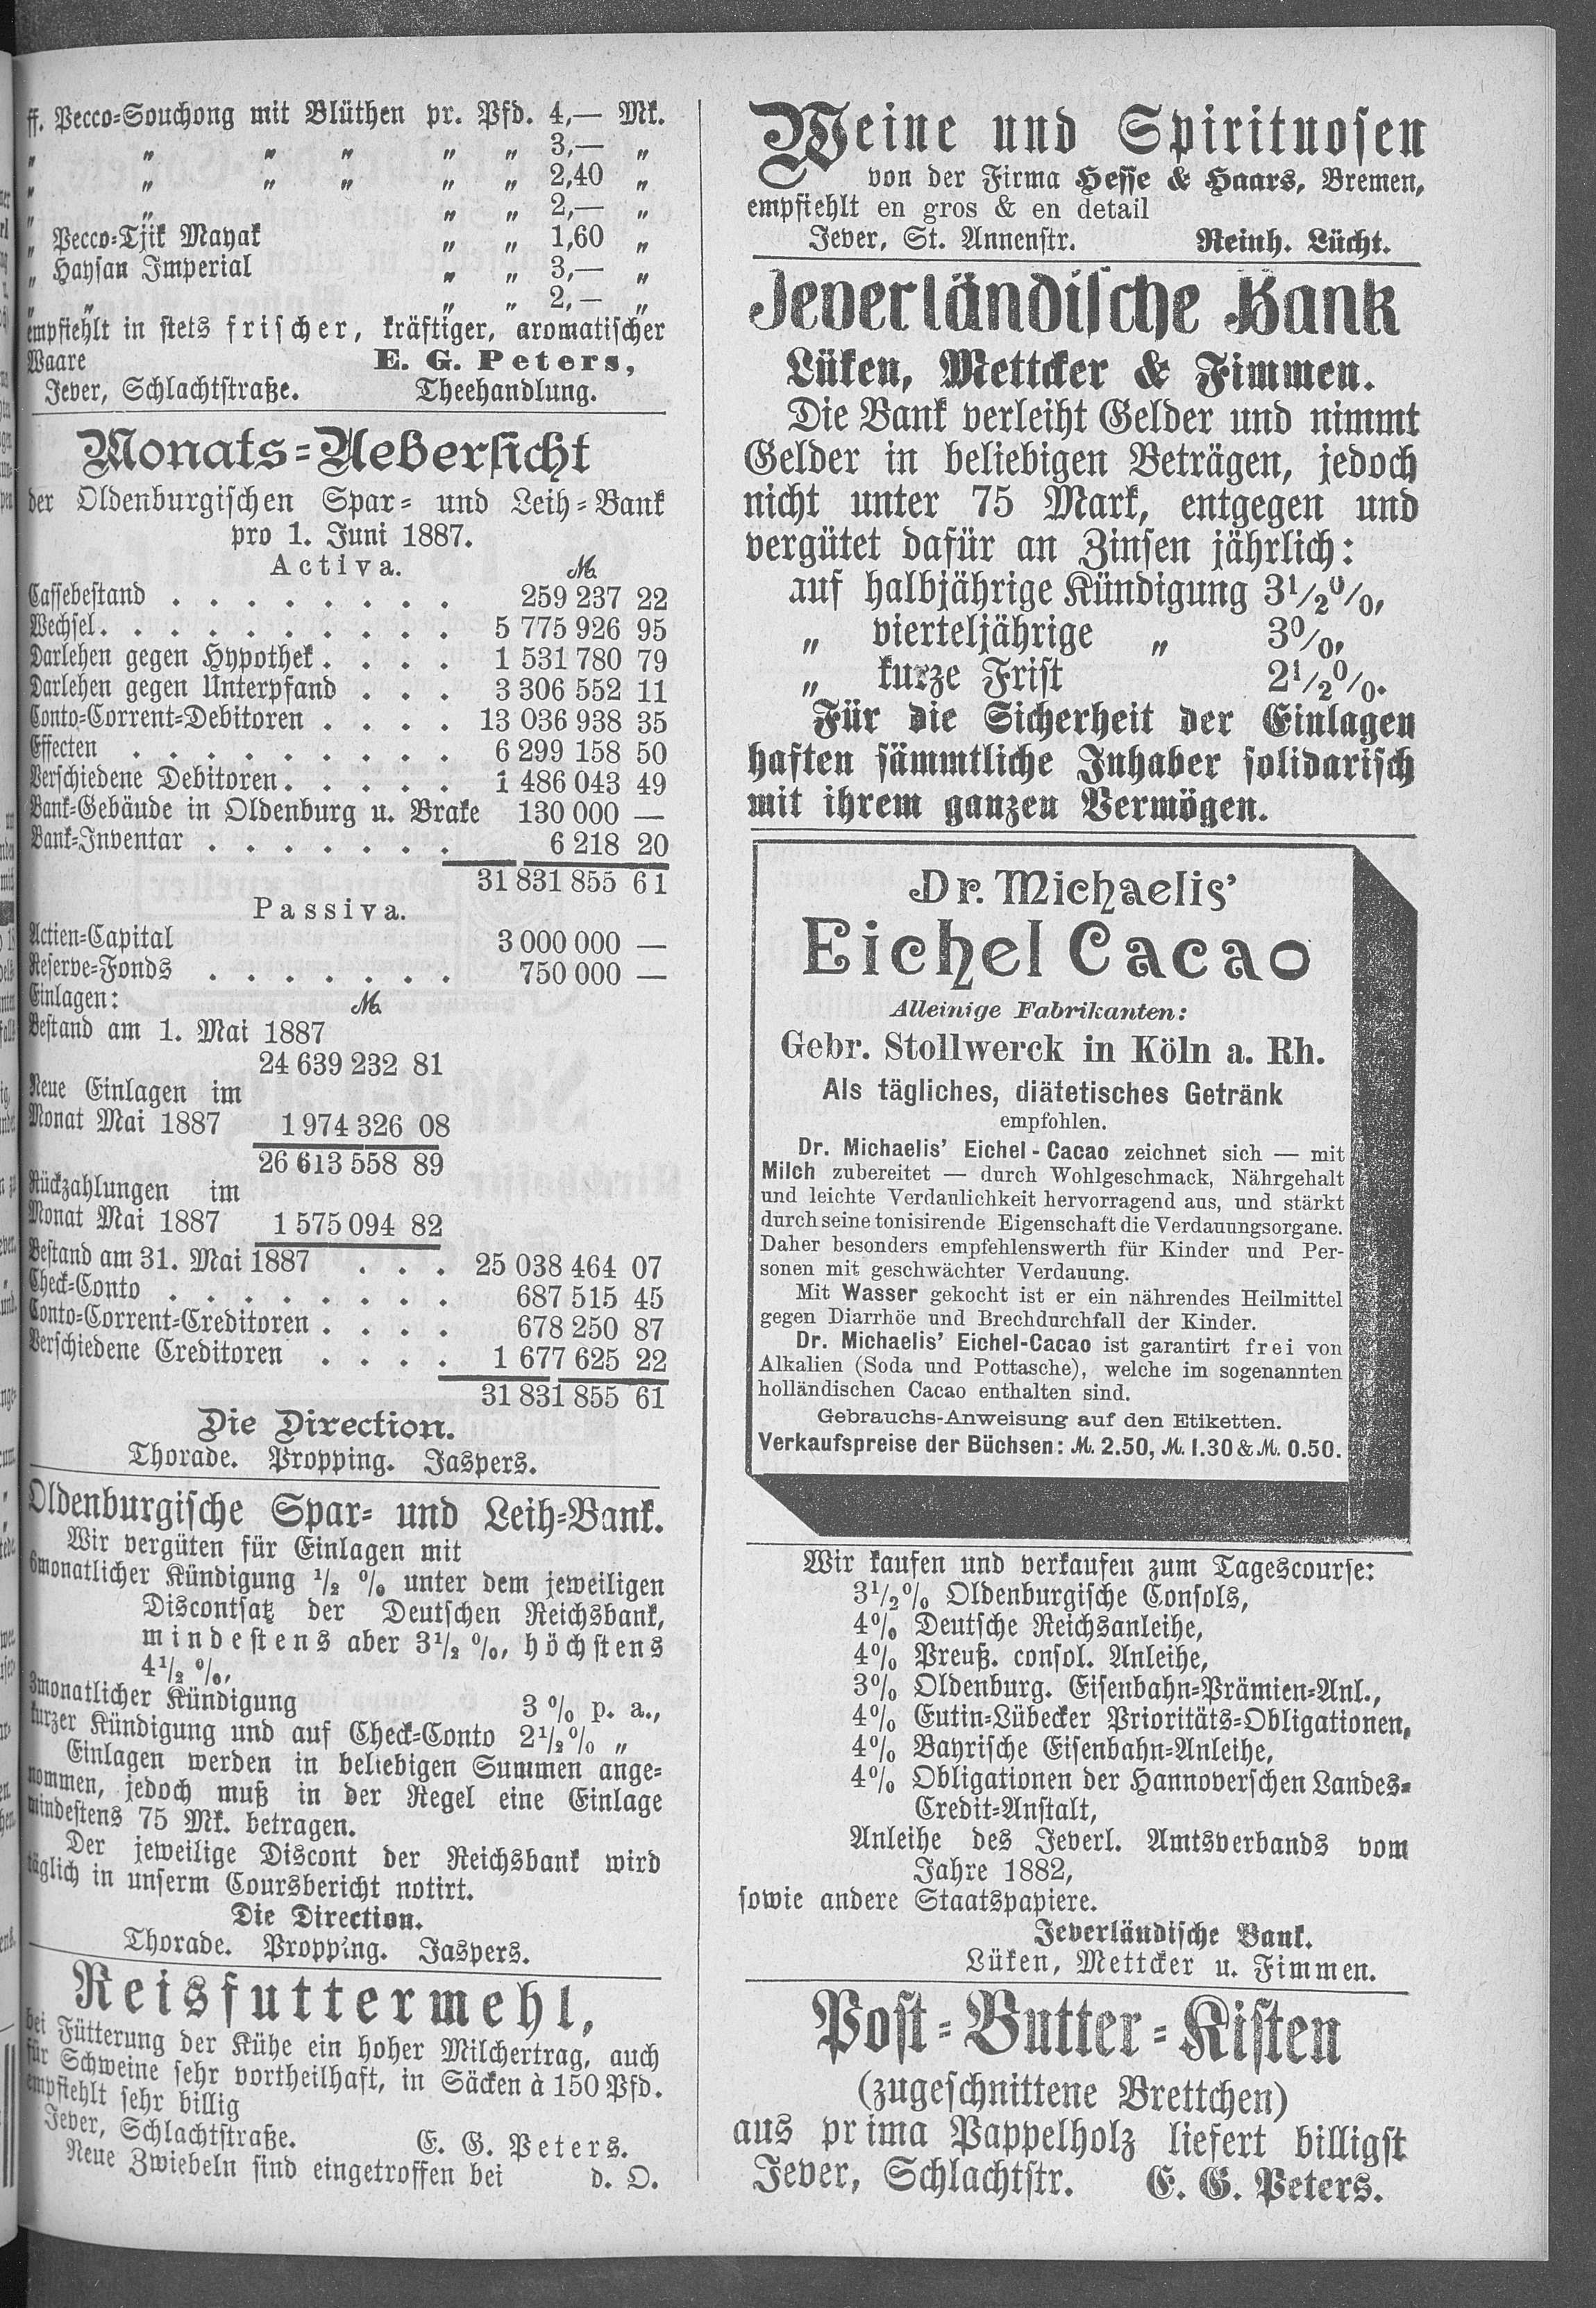 ff. Pecco-Souchong mit Blüthen pr. Pfd. 4,— Mk.
„ „ „ „ „ „ 3,— „
„ „ „ „ „ „ 2,40 „
„ „ „ „ 2,— „
„ Pecco-Tjik Mayak „ „ 1,60 „
„ Haysan Imperial „ „ 3,— „
„ „ „ „ 2,— „
empfiehlt in stets frischer, kräftiger, aromatischer
Waare E. G. Peters,
Jever, Schlachtstraße. Theehandlung.
Monats-Uebersicht
der Oldenburgischen Spar- und Leih-Bank
pro 1. Juni 1887.
Activa. M.
Cassebestand . . . . . . . . 259 237 22
Wechsel. . . . . . . . . . 5 775 926 95
Darlehen gegen Hypothek . . . . 1 531 780 79
Darlehen gegen Unterpfand . . . 3 306 552 11
Conto-Corrent-Debitoren . . . . 13 036 938 35
Effecten . . . . . . . . . 6 299 158 50
Verschiedene Debitoren . . . . . 1 486 043 49
Bank-Gebäude in Oldenburg u. Brake 130 000 —
Bank-Inventar . . . . . . . 6 218 20
31 831 855 61
Passiva.
Actien-Capital 3 000 000 —
Reserve-Fonds . . . . . . . 750 000 —
Einlagen: M.
Bestand am 1. Mai 1887
24 639 232 81
Neue Einlagen im
Monat Mai 1887 1 974 326 08
26 613 558 89
Rückzahlungen im
Monat Mai 1887 1 575 094 82
Bestand am 31. Mai 1887 . . . 25 038 464 07
Check-Conto . . . . . . . . 687 515 45
Conto-Corrent-Creditoren . . . . 678 250 87
Verschiedene Creditoren . . . . 1 677 625 22
31 831 855 61
Die Direction.
Thorade. Propping. Jaspers.
Oldenburgische Spar- und Leih-Bank.
Wir vergüten für Einlagen mit
6monatlicher Kündigung 1/2 % unter dem jeweiligen
Discontsatz der Deutschen Reichsbank,
mindestens aber 3 1/2 %, höchstens
4 1/2 %,
3monatlicher Kündigung 3 % p. a.,
kurzer Kündigung und auf Check-Conto 2 1/2 % „
Einlagen werden in beliebigen Summen ange-
nommen, jedoch muß in der Regel eine Einlage
mindestens 75 Mk. betragen.
Der jeweilige Discont der Reichsbank wird
täglich in unserm Coursbericht notirt.
Die Direction.
Thorade. Propping. Jaspers.
Reisfuttermehl,
bei Fütterung der Kühe ein hoher Milchertrag, auch
für Schweine sehr vortheilhaft, in Säcken à 150 Pfd.
empfiehlt sehr billig
Jever, Schlachtstraße. E. G. Peters.
Neue Zwiebeln sind eingetroffen bei d. O.
Weine und Spirituosen
von der Firma Hesse & Haars, Bremen,
empfiehlt en gros & en detail
Jever, St. Annenstr. Reinh. Lücht.
Jeverländische Bank
Lüken, Mettcker & Fimmen.
Die Bank verleiht Gelder und nimmt
Gelder in beliebigen Beträgen, jedoch
nicht unter 75 Mark, entgegen und
vergütet dafür an Zinsen jährlich:
auf halbjährige Kündigung 3 1/2 %,
„ vierteljährige „ 3 %,
„ kurze Frist 2 1/2 %.
Für die Sicherheit der Einlagen
haften sämmtliche Inhaber solidarisch
mit ihrem ganzen Vermögen.
Dr. Michaelis'
Eichel Cacao
Alleinige Fabrikanten:
Gebr. Stollwerck in Köln a. Rh.
Als tägliches, diätetisches Getränk
empfohlen.
Dr. Michaelis' Eichel-Cacao zeichnet sich — mit
Milch zubereitet — durch Wohlgeschmack, Nährgehalt
und leichte Verdaulichkeit hervorragend aus, und stärkt
durch seine tonisirende Eigenschaft die Verdauungsorgane.
Daher besonders empfehlenswerth für Kinder und Per-
sonen mit geschwächter Verdauung.
Mit Wasser gekocht ist er ein nährendes Heilmittel
gegen Diarrhöe und Brechdurchfall der Kinder.
Dr. Michaelis' Eichel-Cacao ist garantirt frei von
Alkalien (Soda und Pottasche), welche im sogenannten
holländischen Cacao enthalten sind.
Gebrauchs-Anweisung auf den Etiketten.
Verkaufspreise der Büchsen: M. 2.50, M. 1.30 & M. 0.50.
Wir kaufen und verkaufen zum Tagescourse:
3 1/2 % Oldenburgische Consols,
4% Deutsche Reichsanleihe,
4% Preuß. consol. Anleihe,
3% Oldenburg. Eisenbahn-Prämien-Anl.,
4% Eutin-Lübecker Prioritäts-Obligationen,
4% Bayrische Eisenbahn-Anleihe,
4% Obligationen der Hannoverschen Landes-
Credit-Anstalt,
Anleihe des Jeverl. Amtsverbands vom
Jahre 1882,
sowie andere Staatspapiere.
Jeverländische Bank.
Lüken, Mettcker u. Fimmen.
Post-Butter-Kisten
(zugeschnittene Brettchen)
aus prima Pappelholz liefert billigst
Jever, Schlachtstr. E. G. Peters.